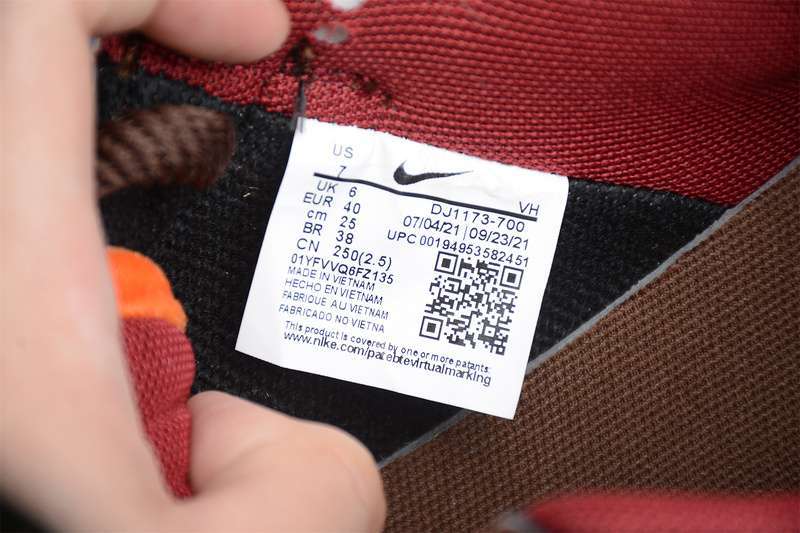 US 7
UK 6
EUR 40
cm 25
BR 38
CN 250(2.5)
01YFVVQ6FZ135
MADE IN VIETNAM
HECHO EN VIETNAM
FABRIQUE AU VIETNAM
FABRICADO NO VIETNA
VH
DJ1173-700
07/04/21 | 09/23/21
UPC 00194953582451
This product is covered by one or more patents:
www.nike.com/patebtevirtualmarking